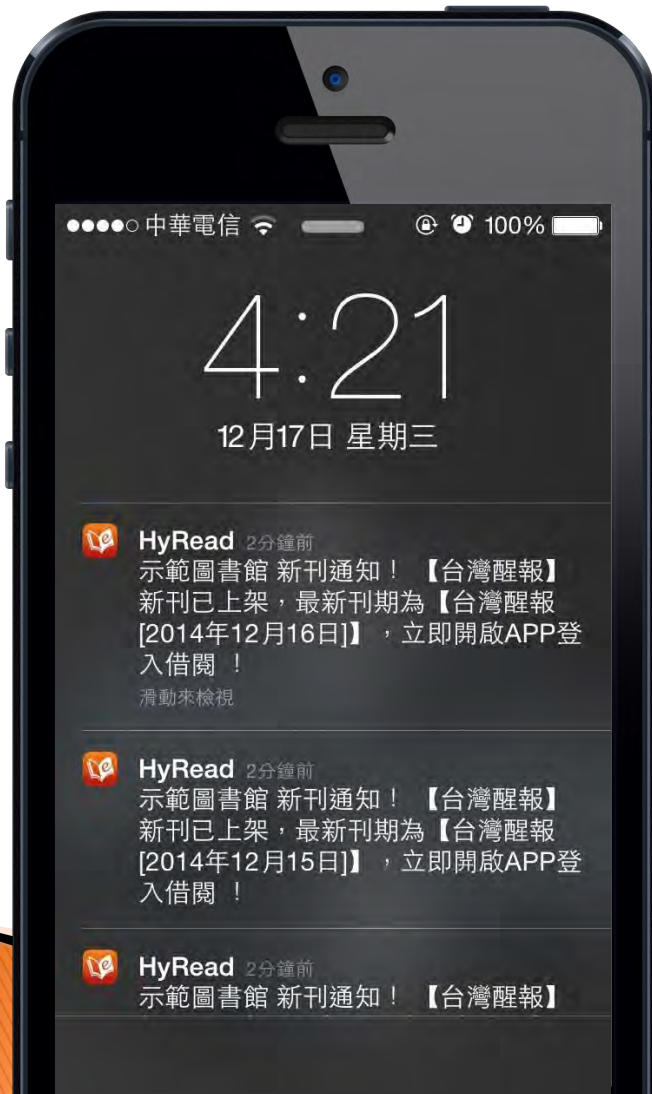 中華電信 100%
4:21
12月17日 星期三
HyRead 2分鐘前
示範圖書館 新刊通知！ 【台灣醒報】
新刊已上架，最新刊期為【台灣醒報
[2014年12月16日]】，立即開啟APP登
入借閱 ！
滑動來檢視
HyRead 2分鐘前
示範圖書館 新刊通知！ 【台灣醒報】
新刊已上架，最新刊期為【台灣醒報
[2014年12月15日]】，立即開啟APP登
入借閱 ！
HyRead 2分鐘前
示範圖書館 新刊通知！ 【台灣醒報】